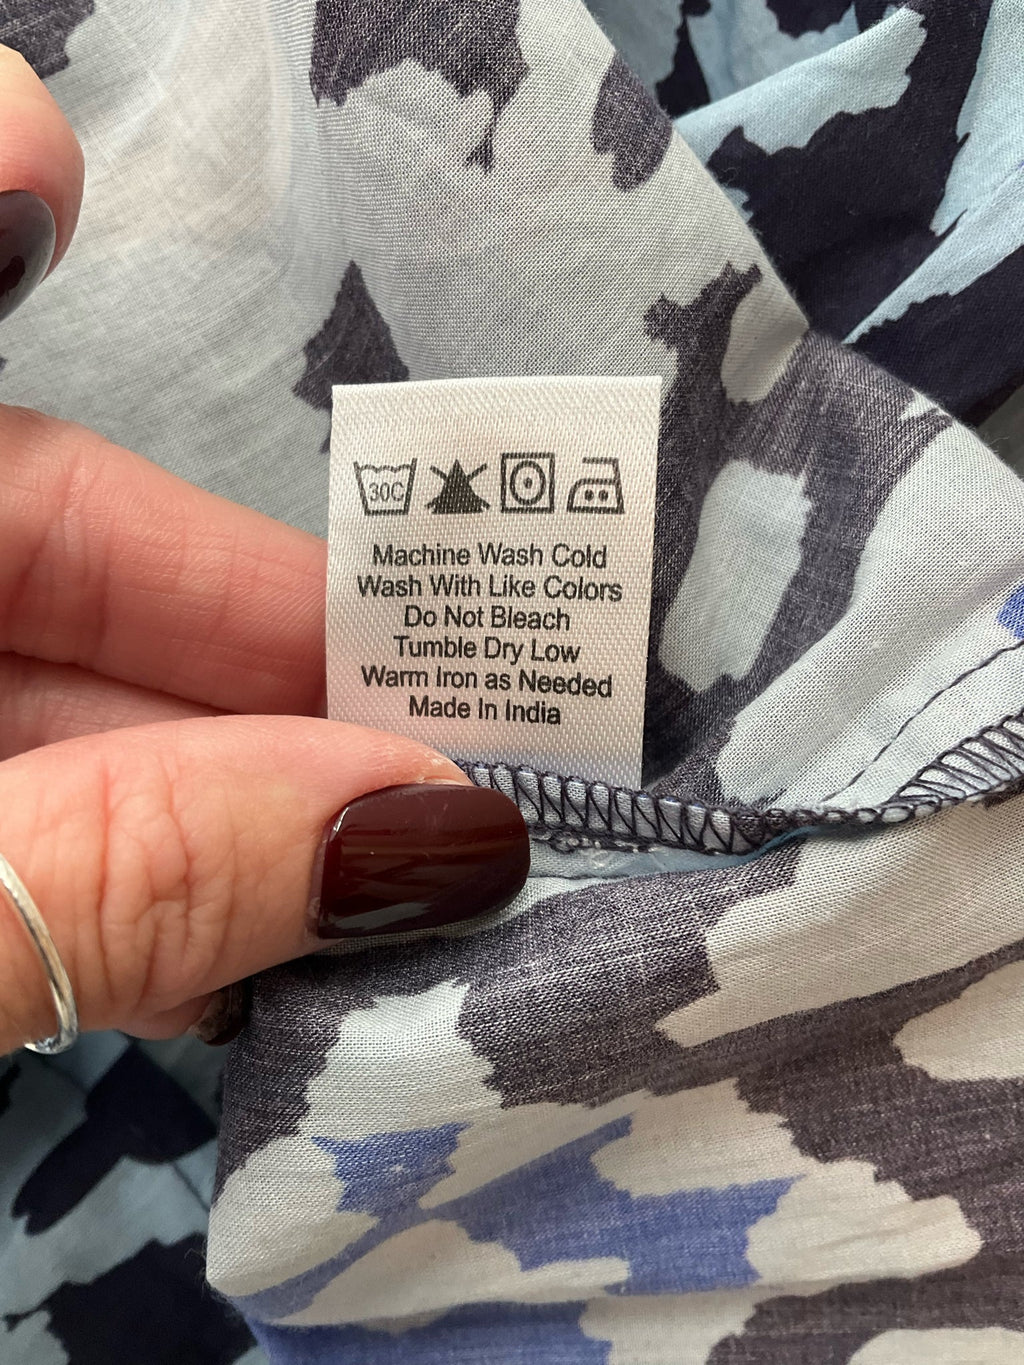 30C
Machine Wash Cold
Wash With Like Colors
Do Not Bleach
Tumble Dry Low
Warm Iron as Needed
Made In India